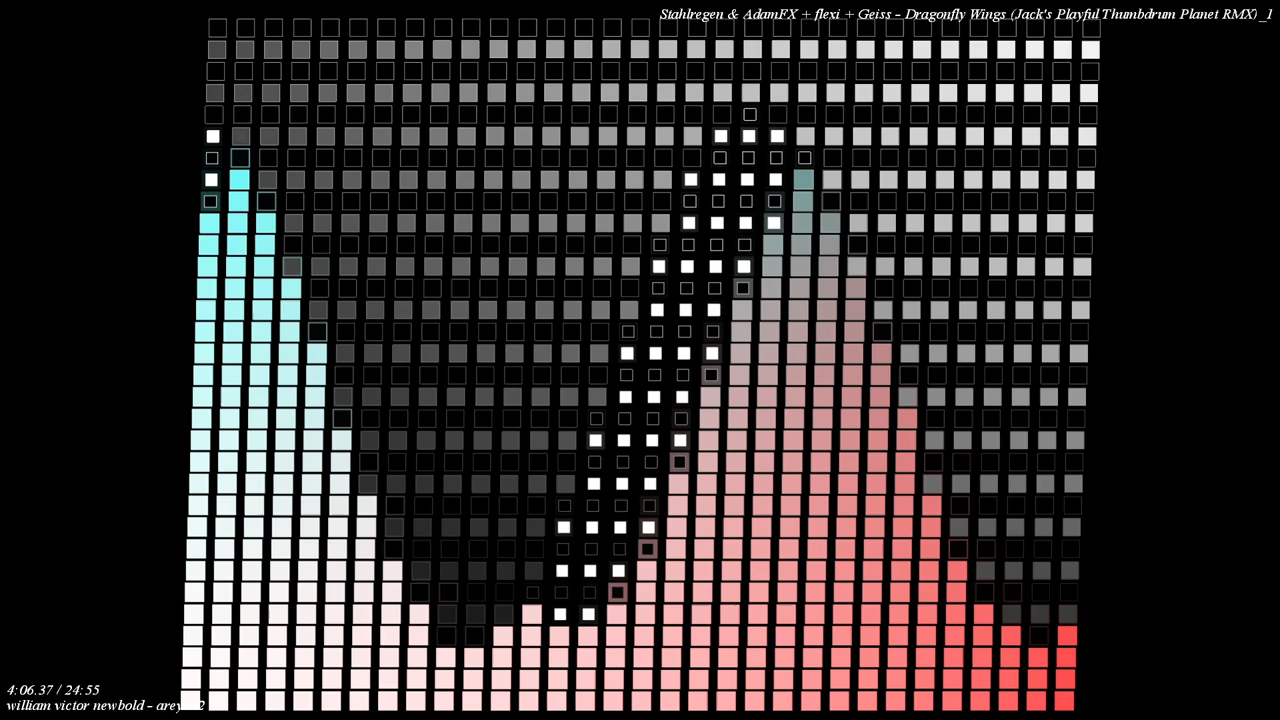 Stahlregen & AdamFX + flexi + Geiss - Dragonfly Wings (Jack's Playful Thumbdrum Planet RMX) _1
4:06.37 / 24:55
william victor newbold - arey